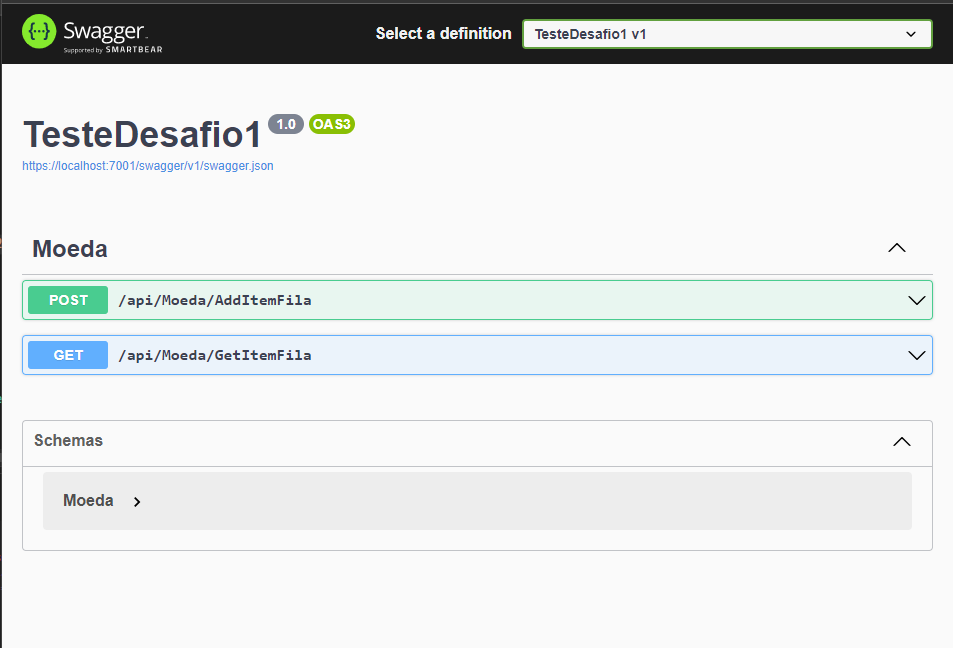 Swagger
Supported by SMARTBEAR
Select a definition
TesteDesafio1 v1
TesteDesafio1 1.0 OAS3
https://localhost:7001/swagger/v1/swagger.json
Moeda
POST /api/Moeda/AddItemFila
GET /api/Moeda/GetItemFila
Schemas
Moeda